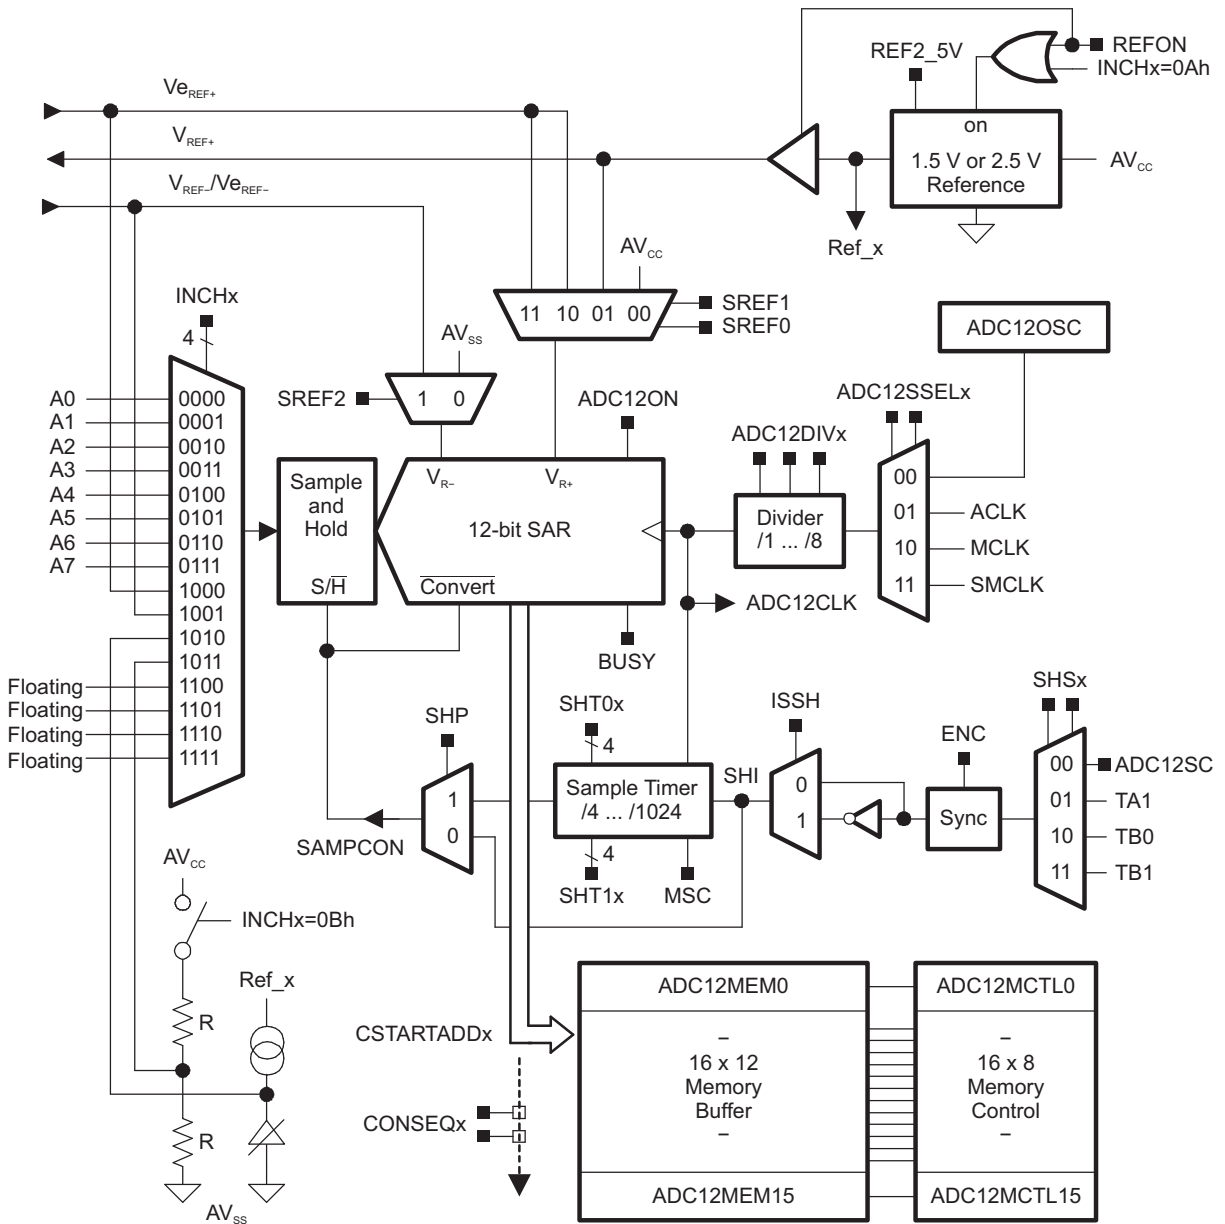 REFON
REF2_5V
INCHx=0Ah
VeREF+
on
VREF+
1.5 V or 2.5 V
Reference
AVCC
VREF−/VeREF−
Ref_x
AVCC
INCHx
4
11 10 01 00
SREF1
SREF0
ADC12OSC
AVSS
SREF2
1 0
ADC12ON
ADC12SSELx
ADC12DIVx
A0 0000
A1 0001
A2 0010
A3 0011
A4 0100
A5 0101
A6 0110
A7 0111
1000
1001
1010
1011
Floating 1100
Floating 1101
Floating 1110
Floating 1111
Sample
and
Hold
S/H̅
VR−
VR+
12-bit SAR
C̅o̅n̅v̅e̅r̅t̅
Divider
/1 ... /8
00
01 ACLK
10 MCLK
11 SMCLK
ADC12CLK
BUSY
SHP
SHT0x
4
ISSH
ENC
SHSx
1
0
SAMPCON
Sample Timer
/4 ... /1024
SHI
0
1
Sync
00 ADC12SC
01 TA1
10 TB0
11 TB1
4
SHT1x
MSC
AVCC
INCHx=0Bh
R
Ref_x
R
AVSS
CSTARTADDx
CONSEQx
ADC12MEM0
–
16 x 12
Memory
Buffer
–
ADC12MEM15
ADC12MCTL0
–
16 x 8
Memory
Control
–
ADC12MCTL15